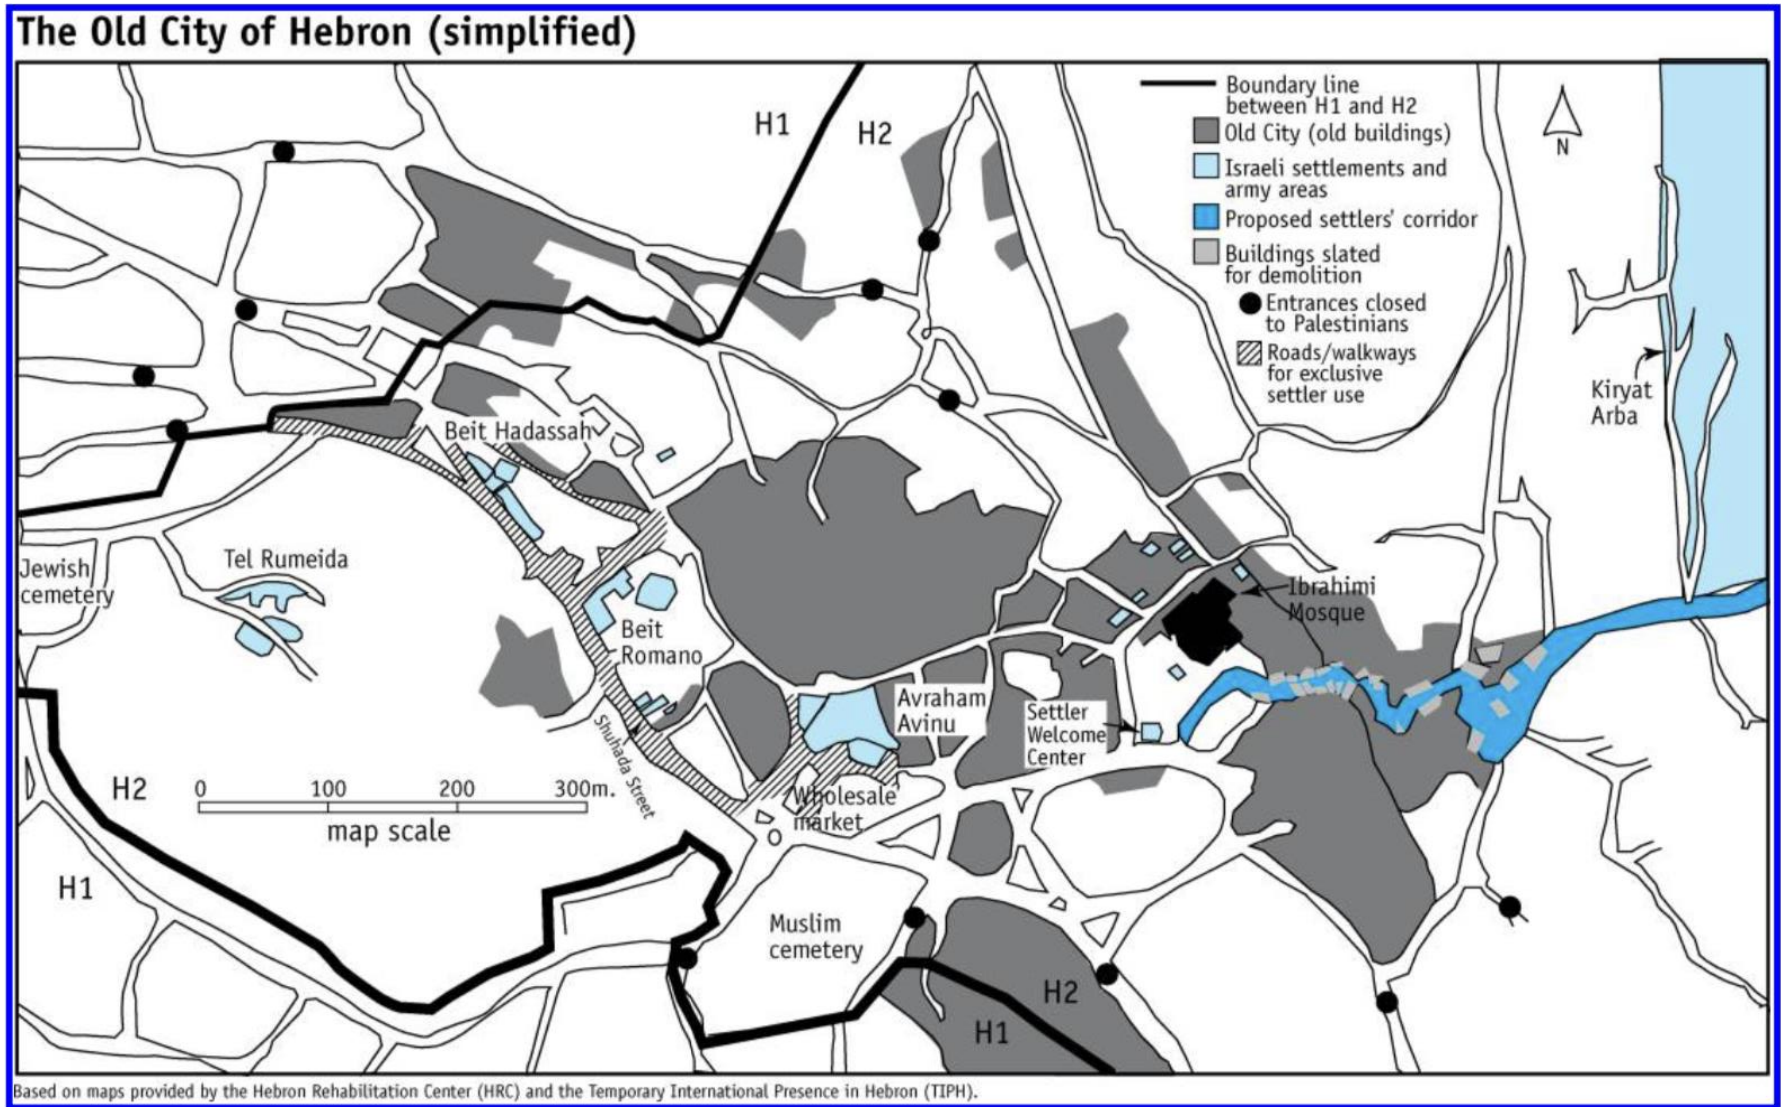 The Old City of Hebron (simplified)
H1
H2
Boundary line
between H1 and H2
Old City (old buildings)
Israeli settlements and
army areas
Proposed settlers' corridor
Buildings slated
for demolition
Entrances closed
to Palestinians
Roads/walkways
for exclusive
settler use
N
Kiryat
Arba
Beit Hadassah
Jewish
cemetery
Tel Rumeida
Ibrahimi
Mosque
Beit
Romano
Avraham
Avinu
Settler
Welcome
Center
Shuhada Street
H2
0 100 200 300m.
map scale
Wholesale
market
H1
Muslim
cemetery
H2
H1
Based on maps provided by the Hebron Rehabilitation Center (HRC) and the Temporary International Presence in Hebron (TIPH).